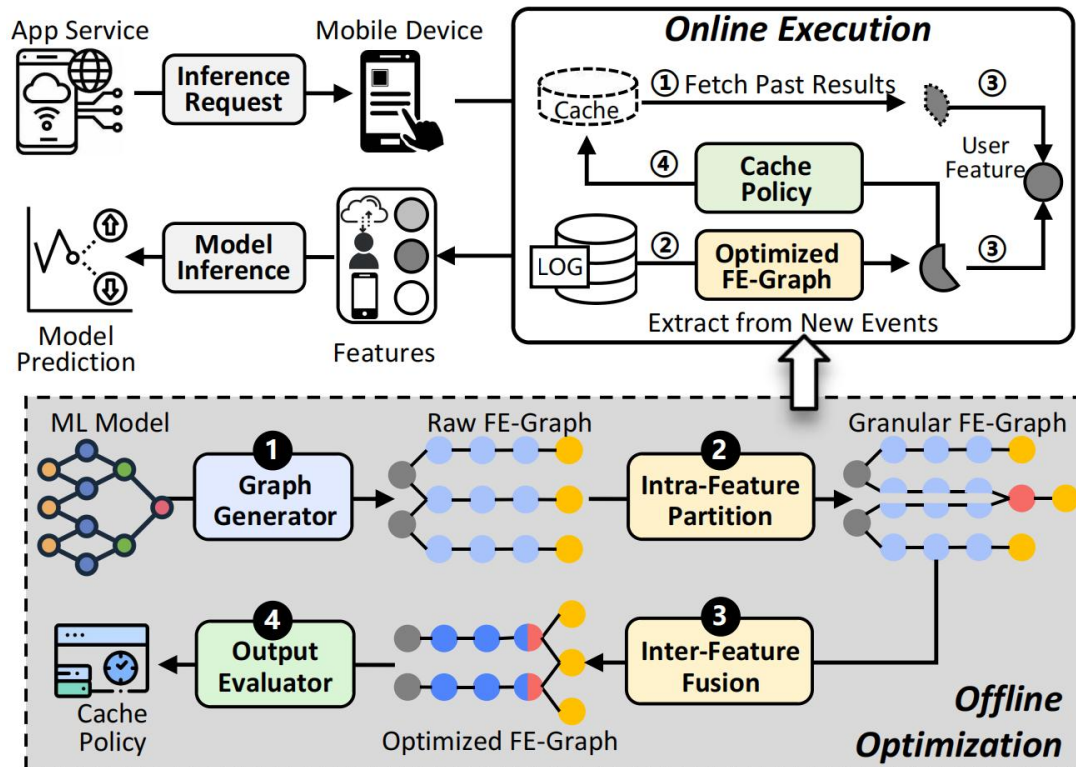 App Service
Inference
Request
Mobile Device
Online Execution
Cache
① Fetch Past Results
③
User
Feature
④
Cache
Policy
LOG
②
Optimized
FE-Graph
③
Extract from New Events
Model
Inference
Model
Prediction
Features
ML Model
1
Graph
Generator
Raw FE-Graph
2
Intra-Feature
Partition
Granular FE-Graph
3
Inter-Feature
Fusion
Optimized FE-Graph
4
Output
Evaluator
Cache
Policy
Offline
Optimization